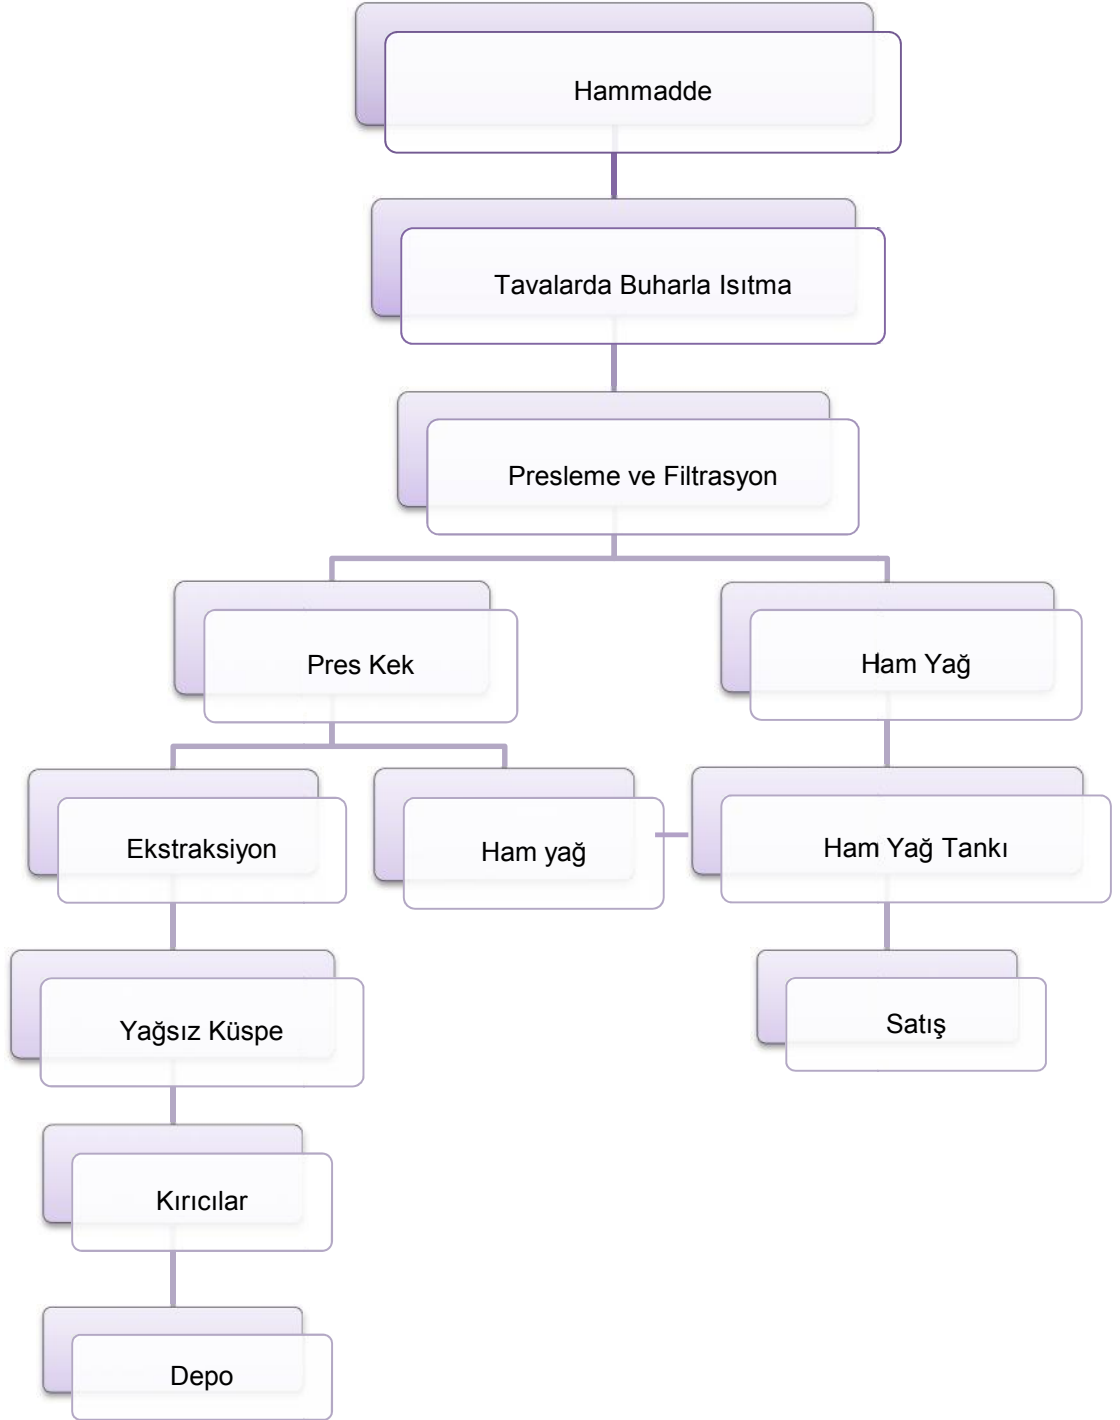 Hammadde
Tavalarda Buharla Isıtma
Presleme ve Filtrasyon
Pres Kek
Ham Yağ
Ekstraksiyon
Ham yağ
Ham Yağ Tankı
Yağsız Küspe
Satış
Kırıcılar
Depo